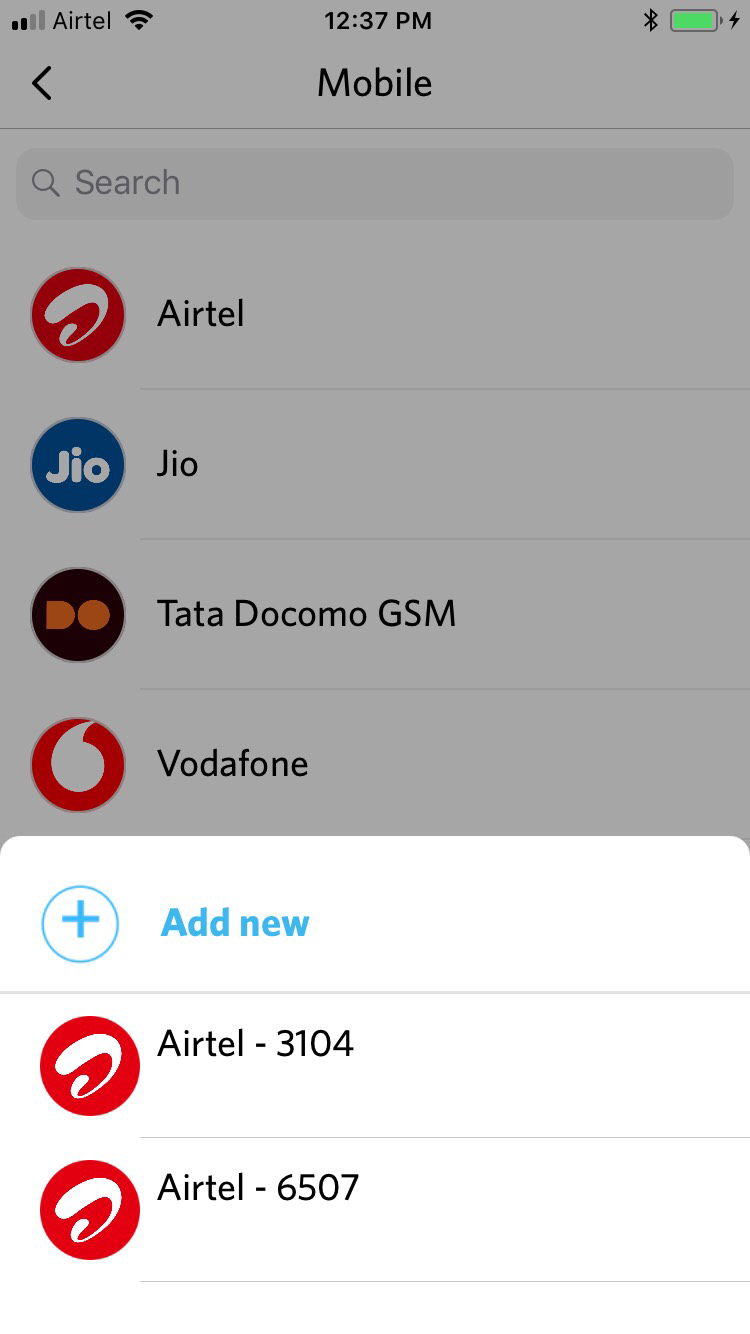 Airtel 12:37 PM
Mobile
Search
Airtel
Jio
Jio
Tata Docomo GSM
Vodafone
Add new
Airtel - 3104
Airtel - 6507